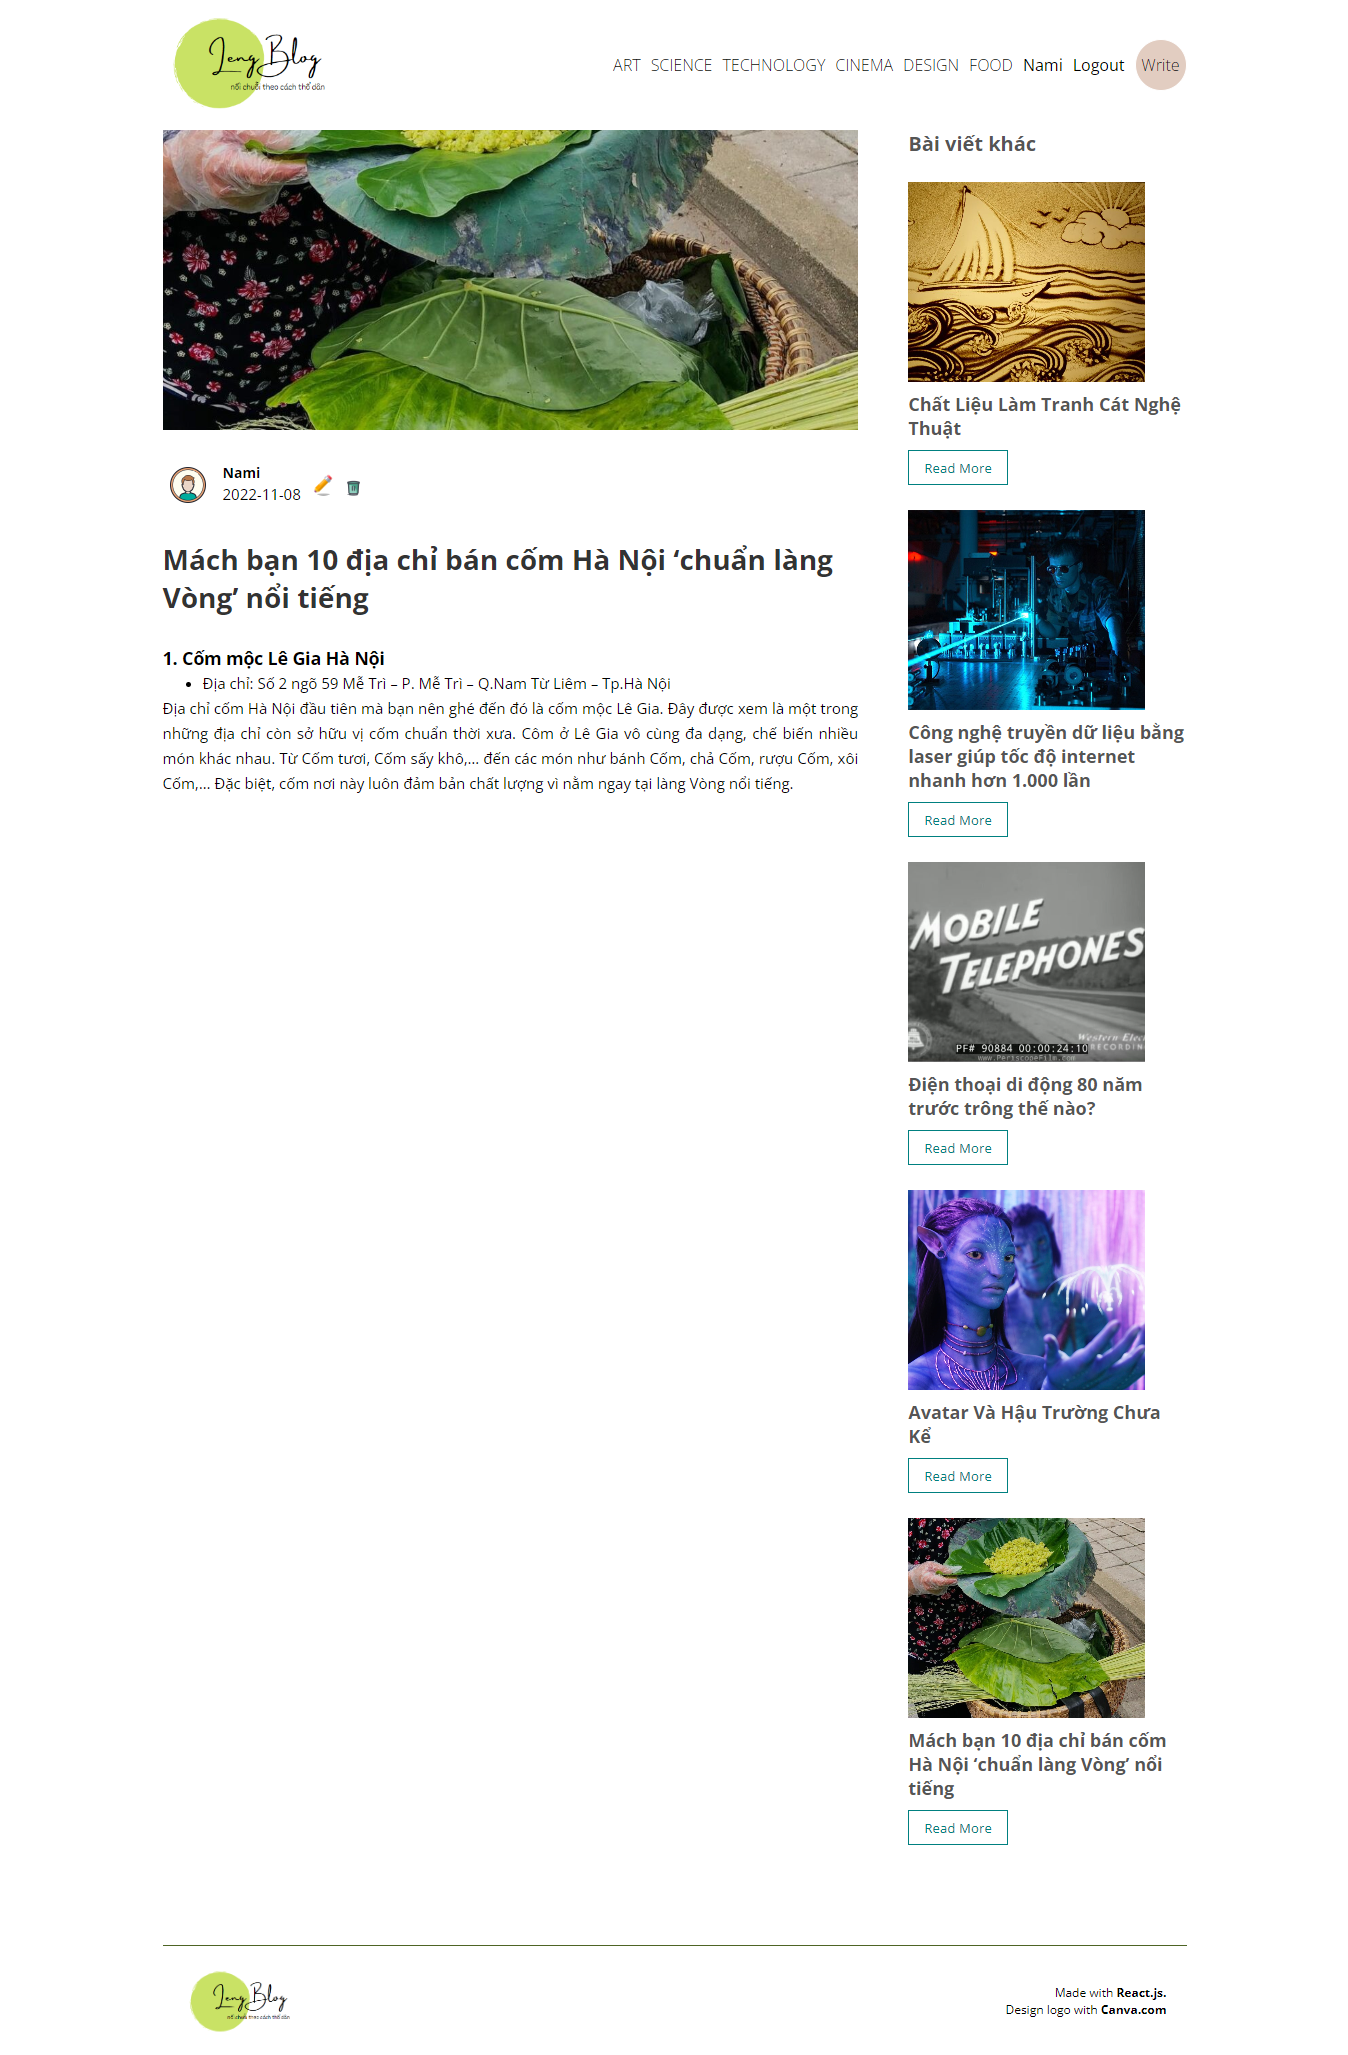 Leng Blog
nối chuỗi theo cách thổ dân
ART SCIENCE TECHNOLOGY CINEMA DESIGN FOOD Nami Logout Write
Nami
2022-11-08
Mách bạn 10 địa chỉ bán cốm Hà Nội ‘chuẩn làng
Vòng’ nổi tiếng
1. Cốm mộc Lê Gia Hà Nội
• Địa chỉ: Số 2 ngõ 59 Mễ Trì – P. Mễ Trì – Q.Nam Từ Liêm – Tp.Hà Nội
Địa chỉ cốm Hà Nội đầu tiên mà bạn nên ghé đến đó là cốm mộc Lê Gia. Đây được xem là một trong
những địa chỉ còn sở hữu vị cốm chuẩn thời xưa. Côm ở Lê Gia vô cùng đa dạng, chế biến nhiều
món khác nhau. Từ Cốm tươi, Cốm sấy khô,... đến các món như bánh Cốm, chả Cốm, rượu Cốm, xôi
Cốm,... Đặc biệt, cốm nơi này luôn đảm bản chất lượng vì nằm ngay tại làng Vòng nổi tiếng.
Bài viết khác
Chất Liệu Làm Tranh Cát Nghệ
Thuật
Read More
Công nghệ truyền dữ liệu bằng
laser giúp tốc độ internet
nhanh hơn 1.000 lần
Read More
MOBILE
TELEPHONES
Western Elec
RECORDIN
PF# 90884 00:00:24:10
www.PeriscopeFilm.com
Điện thoại di động 80 năm
trước trông thế nào?
Read More
Avatar Và Hậu Trường Chưa
Kể
Read More
Mách bạn 10 địa chỉ bán cốm
Hà Nội ‘chuẩn làng Vòng’ nổi
tiếng
Read More
Leng Blog
nối chuỗi theo cách thổ dân
Made with React.js.
Design logo with Canva.com